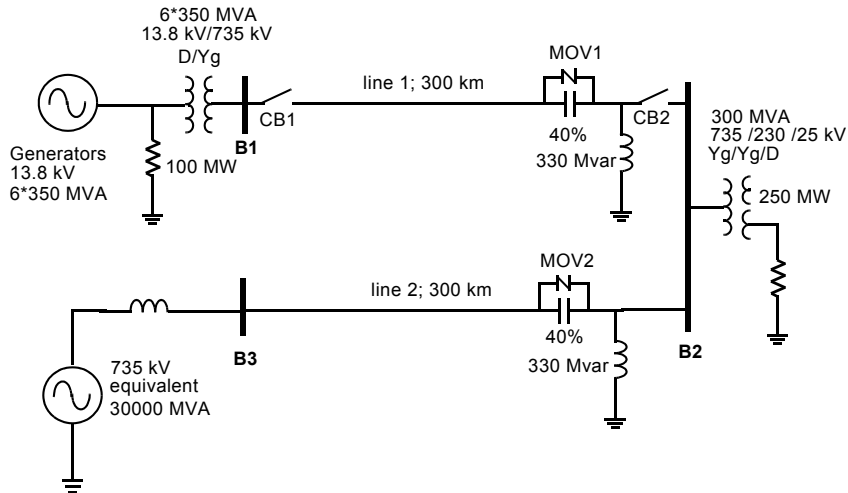 6*350 MVA
13.8 kV/735 kV
D/Yg
MOV1
line 1; 300 km
CB1
CB2
B1
40%
330 Mvar
300 MVA
735 /230 /25 kV
Yg/Yg/D
250 MW
Generators
13.8 kV
6*350 MVA
100 MW
MOV2
line 2; 300 km
B3
40%
330 Mvar
B2
735 kV
equivalent
30000 MVA